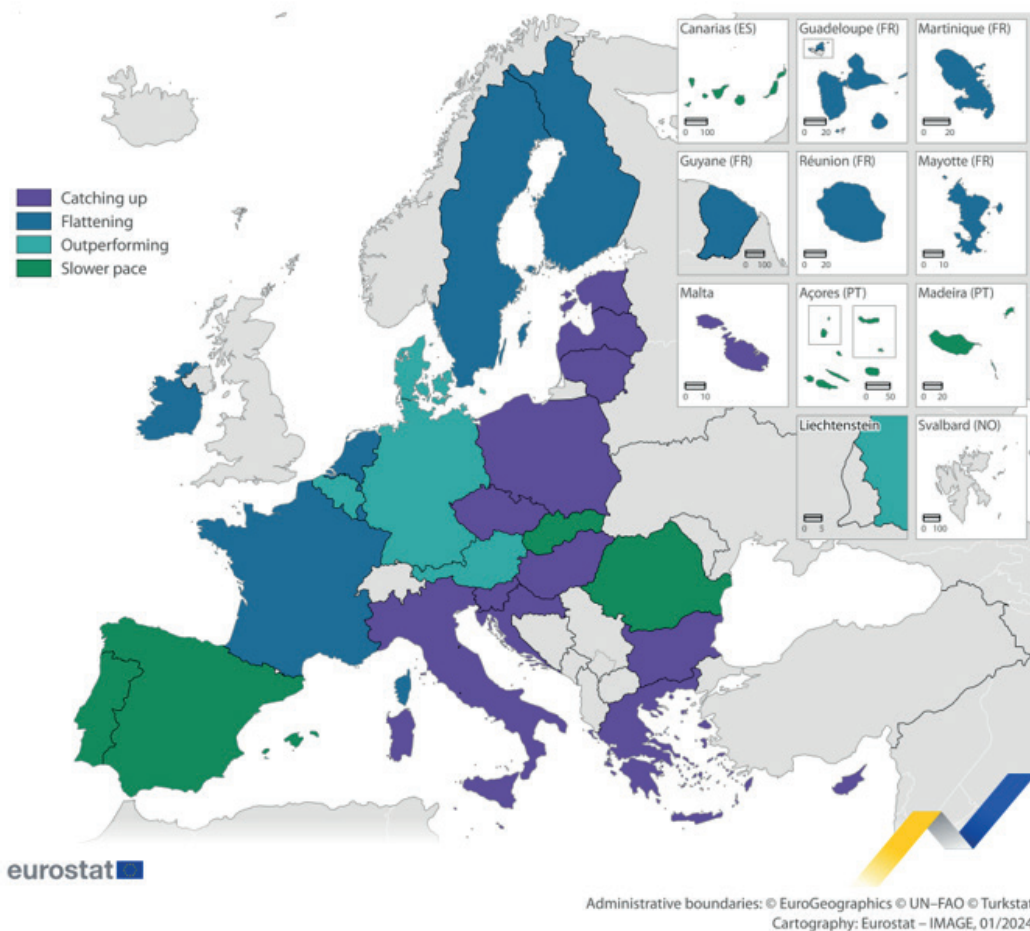 Canarias (ES)
0 100
Guadeloupe (FR)
0 20
Martinique (FR)
0 20
Guyane (FR)
0 100
Réunion (FR)
0 20
Mayotte (FR)
0 10
Catching up
Flattening
Outperforming
Slower pace
Malta
0 10
Açores (PT)
0 50
Madeira (PT)
0 20
Liechtenstein
0 5
Svalbard (NO)
0 100
eurostat
Administrative boundaries: © EuroGeographics © UN–FAO © Turkstat
Cartography: Eurostat – IMAGE, 01/2024